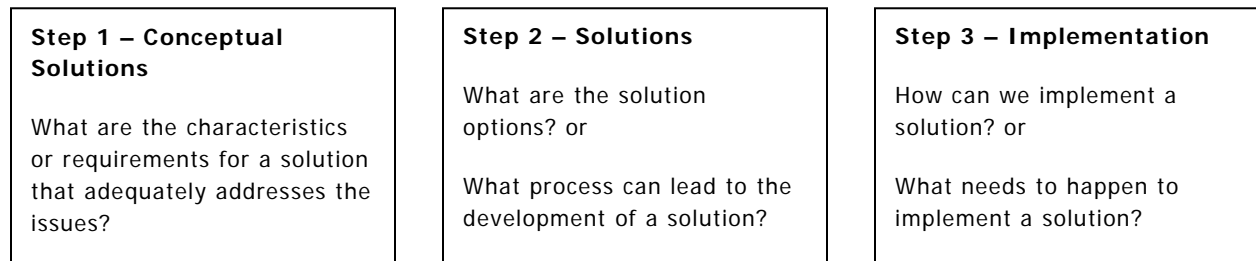 Step 1 – Conceptual
Solutions
What are the characteristics
or requirements for a solution
that adequately addresses the
issues?
Step 2 – Solutions
What are the solution
options? or
What process can lead to the
development of a solution?
Step 3 – Implementation
How can we implement a
solution? or
What needs to happen to
implement a solution?